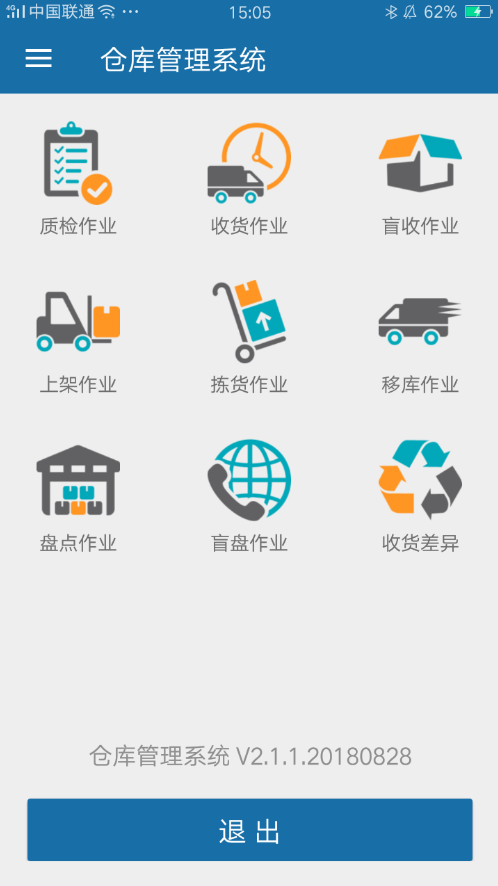 4G 中国联通 ··· 15:05 62%
仓库管理系统
质检作业 收货作业 盲收作业
上架作业 拣货作业 移库作业
盘点作业 盲盘作业 收货差异
仓库管理系统 V2.1.1.20180828
退 出